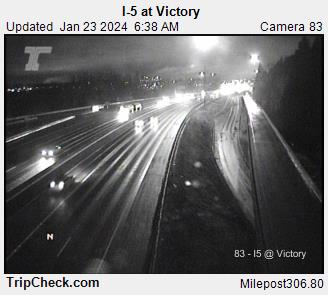 I-5 at Victory
Updated Jan 23 2024 6:38 AM Camera 83
T
N
83 - I5 @ Victory
TripCheck.com Milepost306.80